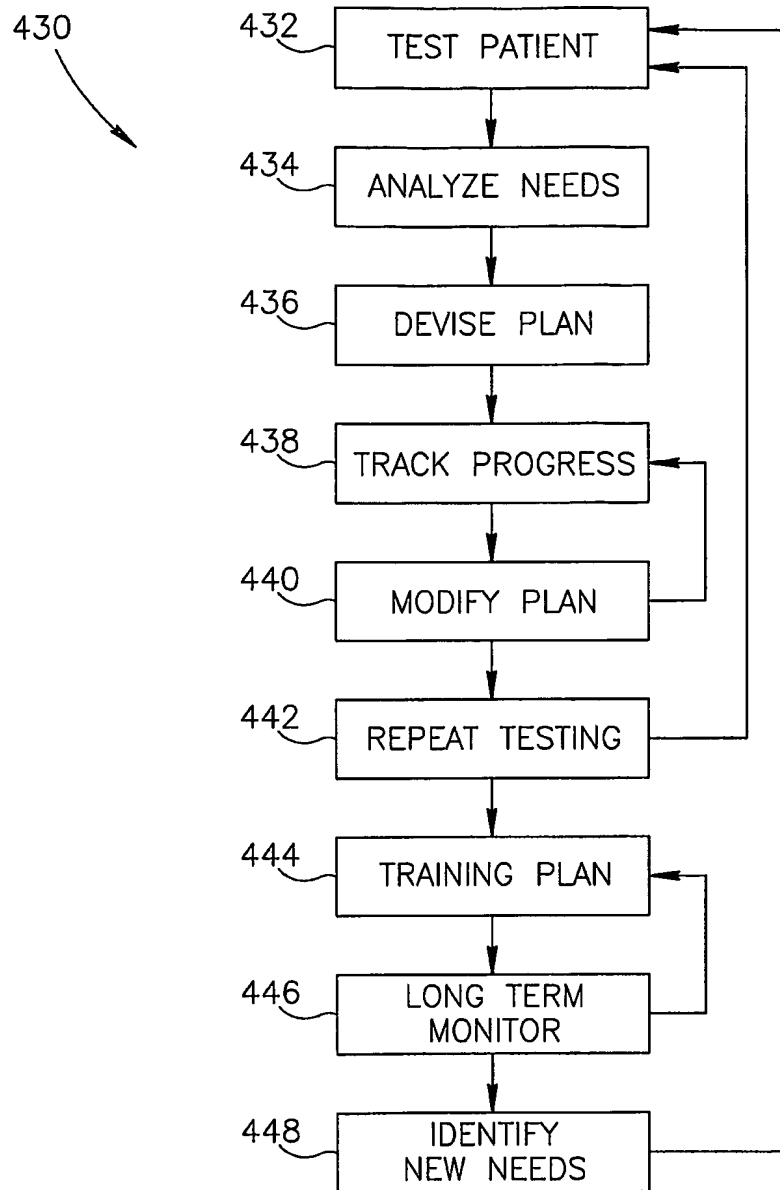 430
432
TEST PATIENT
434
ANALYZE NEEDS
436
DEVISE PLAN
438
TRACK PROGRESS
440
MODIFY PLAN
442
REPEAT TESTING
444
TRAINING PLAN
446
LONG TERM
MONITOR
448
IDENTIFY
NEW NEEDS